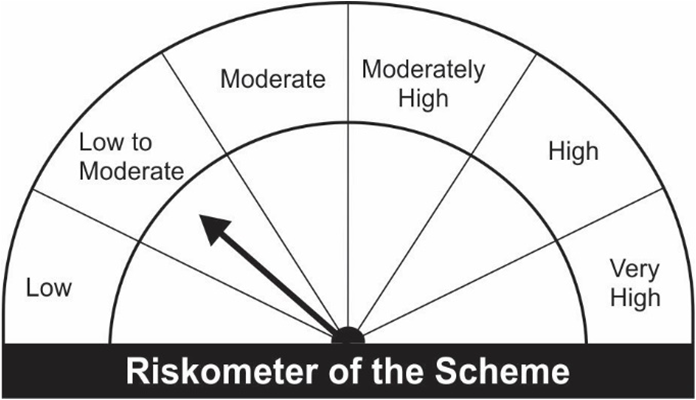 Low
Low to
Moderate
Moderate
Moderately
High
High
Very
High
Riskometer of the Scheme